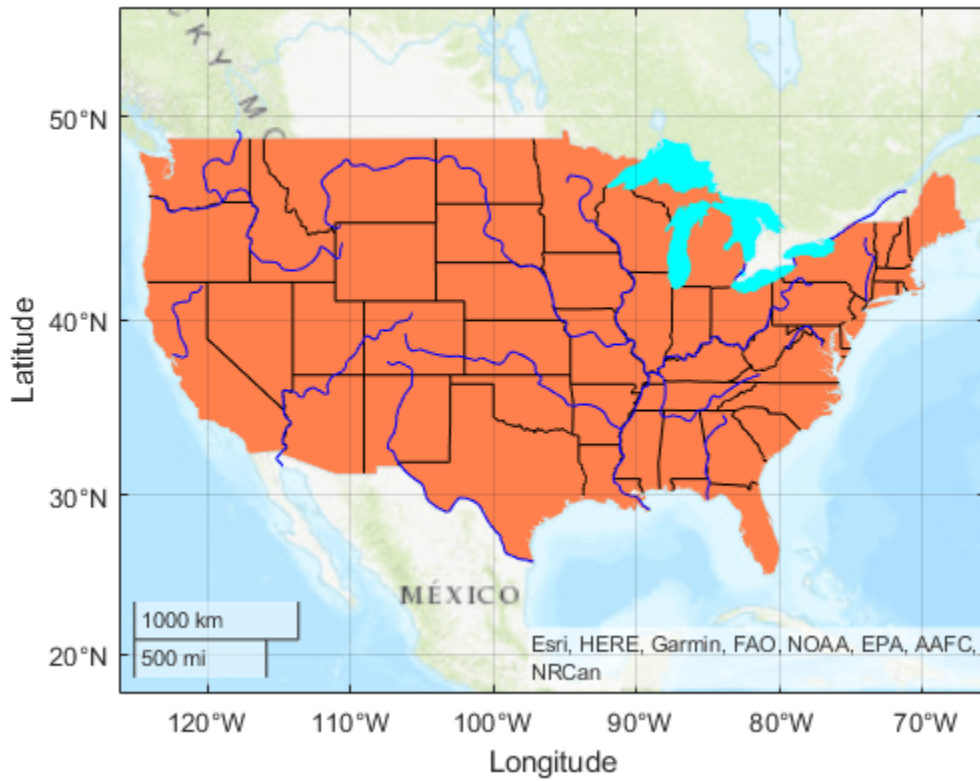 CKY M
C
50°N
40°N
30°N
20°N
Latitude
MÉXICO
1000 km
500 mi
Esri, HERE, Garmin, FAO, NOAA, EPA, AAFC,
NRCan
120°W 110°W 100°W 90°W 80°W 70°W
Longitude